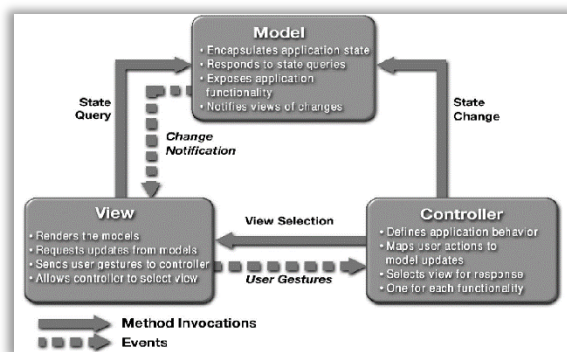 Model
• Encapsulates application state
• Responds to state queries
• Exposes application
functionality
• Notifies views of changes
State
Query
Change
Notification
State
Change
View
• Renders the models
• Requests updates from models
• Sends user gestures to controller
• Allows controller to select view
View Selection
User Gestures
Controller
• Defines application behavior
• Maps user actions to
model updates
• Selects view for response
• One for each functionality
Method Invocations
Events